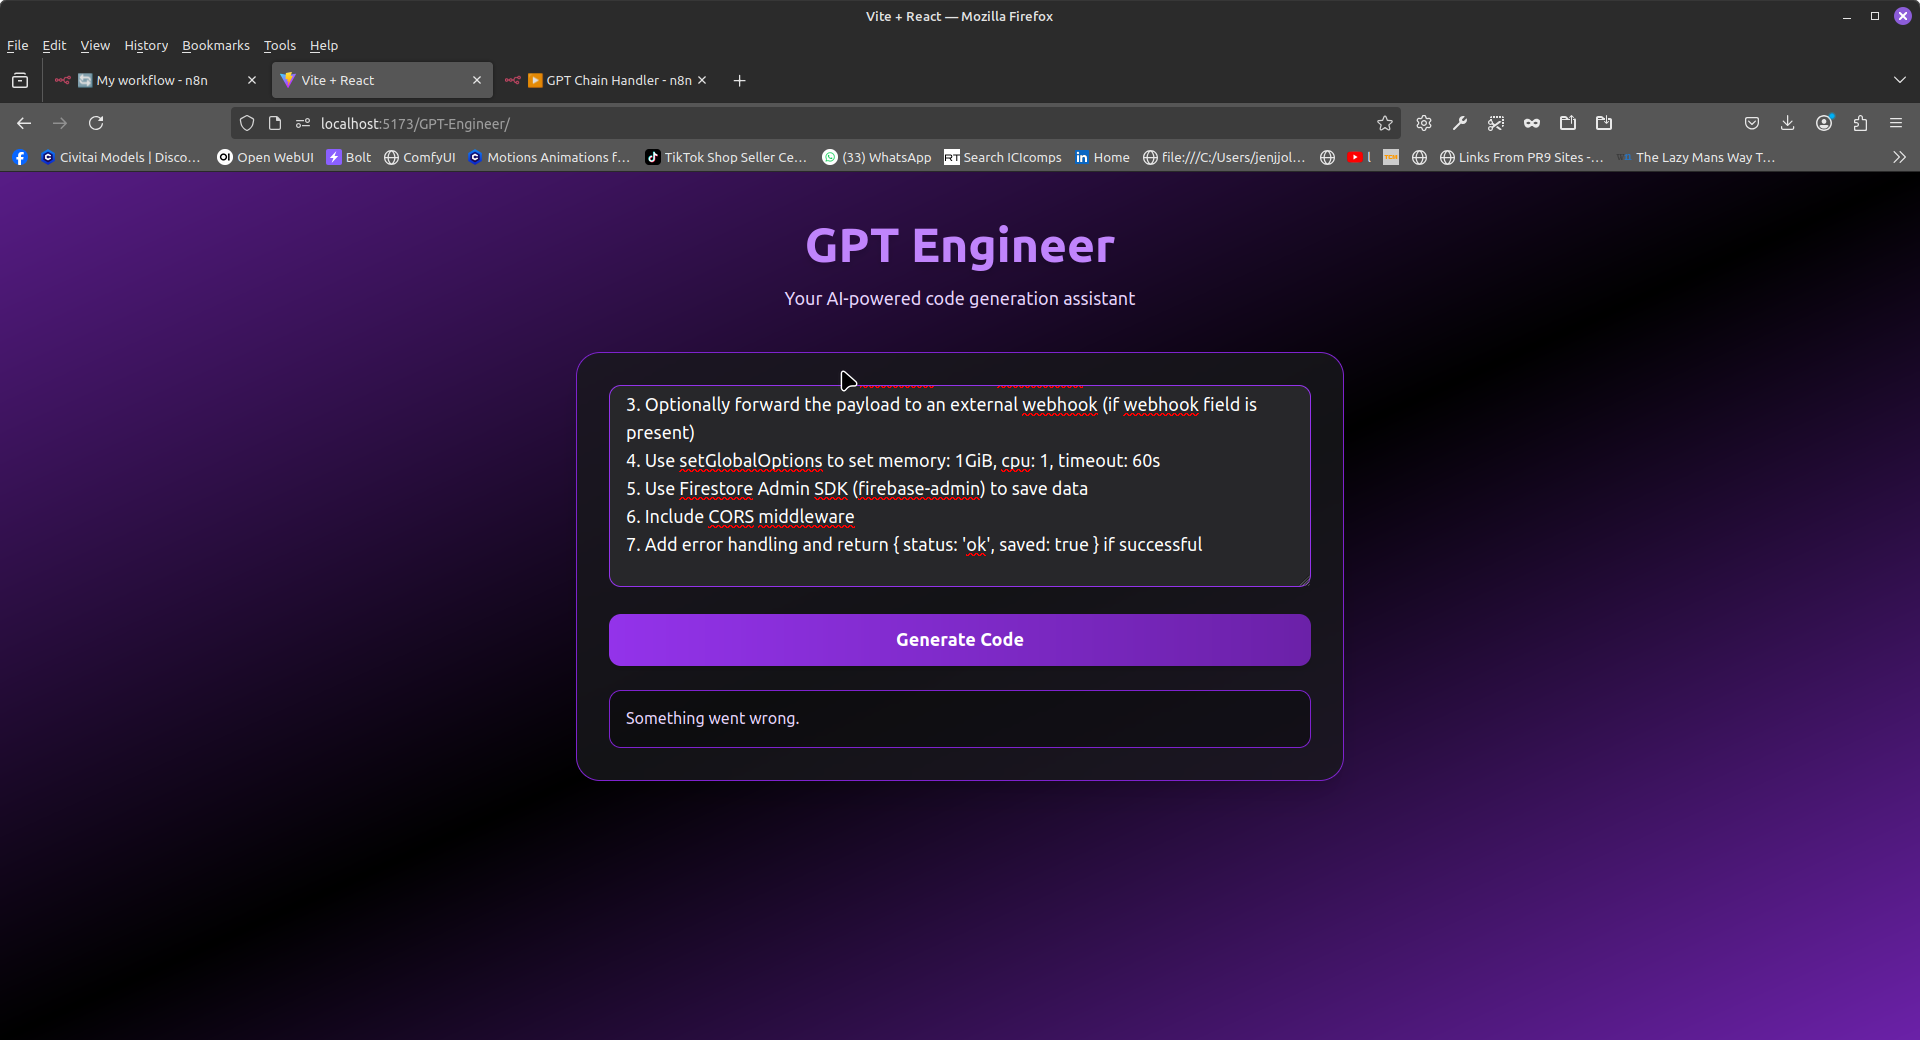 Vite + React — Mozilla Firefox
File Edit View History Bookmarks Tools Help
My workflow - n8n
Vite + React
GPT Chain Handler - n8n
localhost:5173/GPT-Engineer/
Civitai Models | Disco…
OI Open WebUI
Bolt
ComfyUI
Motions Animations f…
TikTok Shop Seller Ce…
(33) WhatsApp
RT Search ICIcomps
in Home
file:///C:/Users/jenjjol…
l
Links From PR9 Sites -…
The Lazy Mans Way T…
GPT Engineer
Your AI-powered code generation assistant
3. Optionally forward the payload to an external webhook (if webhook field is
present)
4. Use setGlobalOptions to set memory: 1GiB, cpu: 1, timeout: 60s
5. Use Firestore Admin SDK (firebase-admin) to save data
6. Include CORS middleware
7. Add error handling and return { status: 'ok', saved: true } if successful
Generate Code
Something went wrong.